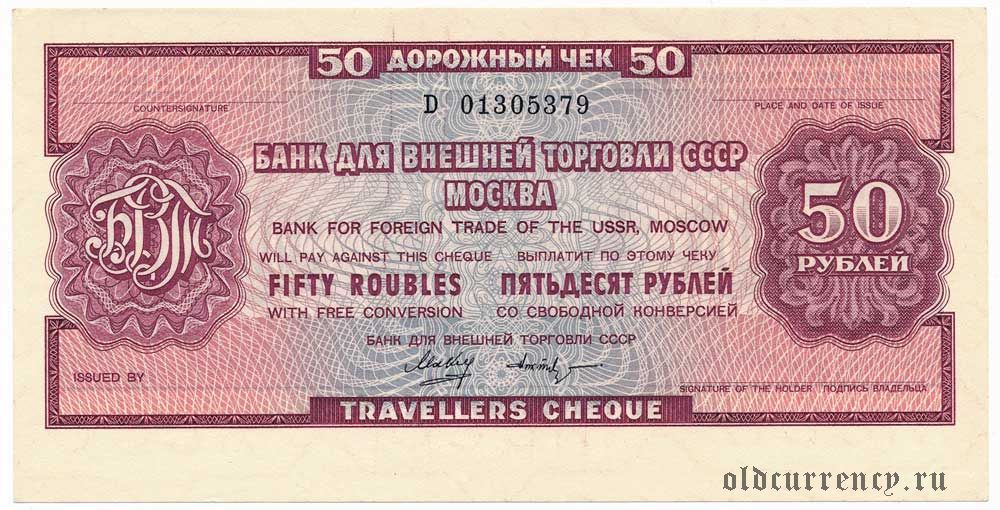 50 ДОРОЖНЫЙ ЧЕК 50
D 01305379
COUNTERSIGNATURE
PLACE AND DATE OF ISSUE
БАНК ДЛЯ ВНЕШНЕЙ ТОРГОВЛИ СССР
МОСКВА
BANK FOR FOREIGN TRADE OF THE USSR, MOSCOW
WILL PAY AGAINST THIS CHEQUE ВЫПЛАТИТ ПО ЭТОМУ ЧЕКУ
FIFTY ROUBLES ПЯТЬДЕСЯТ РУБЛЕЙ
WITH FREE CONVERSION СО СВОБОДНОЙ КОНВЕРСИЕЙ
БАНК ДЛЯ ВНЕШНЕЙ ТОРГОВЛИ СССР
БВТ
50
РУБЛЕЙ
ISSUED BY
SIGNATURE OF THE HOLDER ПОДПИСЬ ВЛАДЕЛЬЦА
TRAVELLERS CHEQUE
oldcurrency.ru